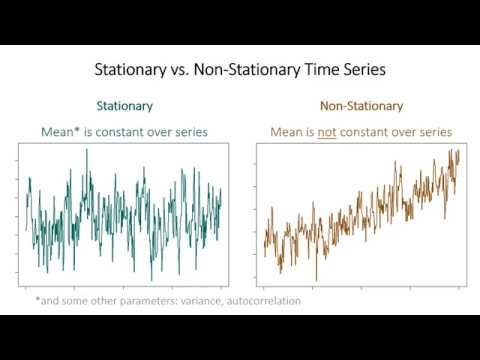 Stationary vs. Non-Stationary Time Series
Stationary
Mean* is constant over series
Non-Stationary
Mean is not constant over series
*and some other parameters: variance, autocorrelation